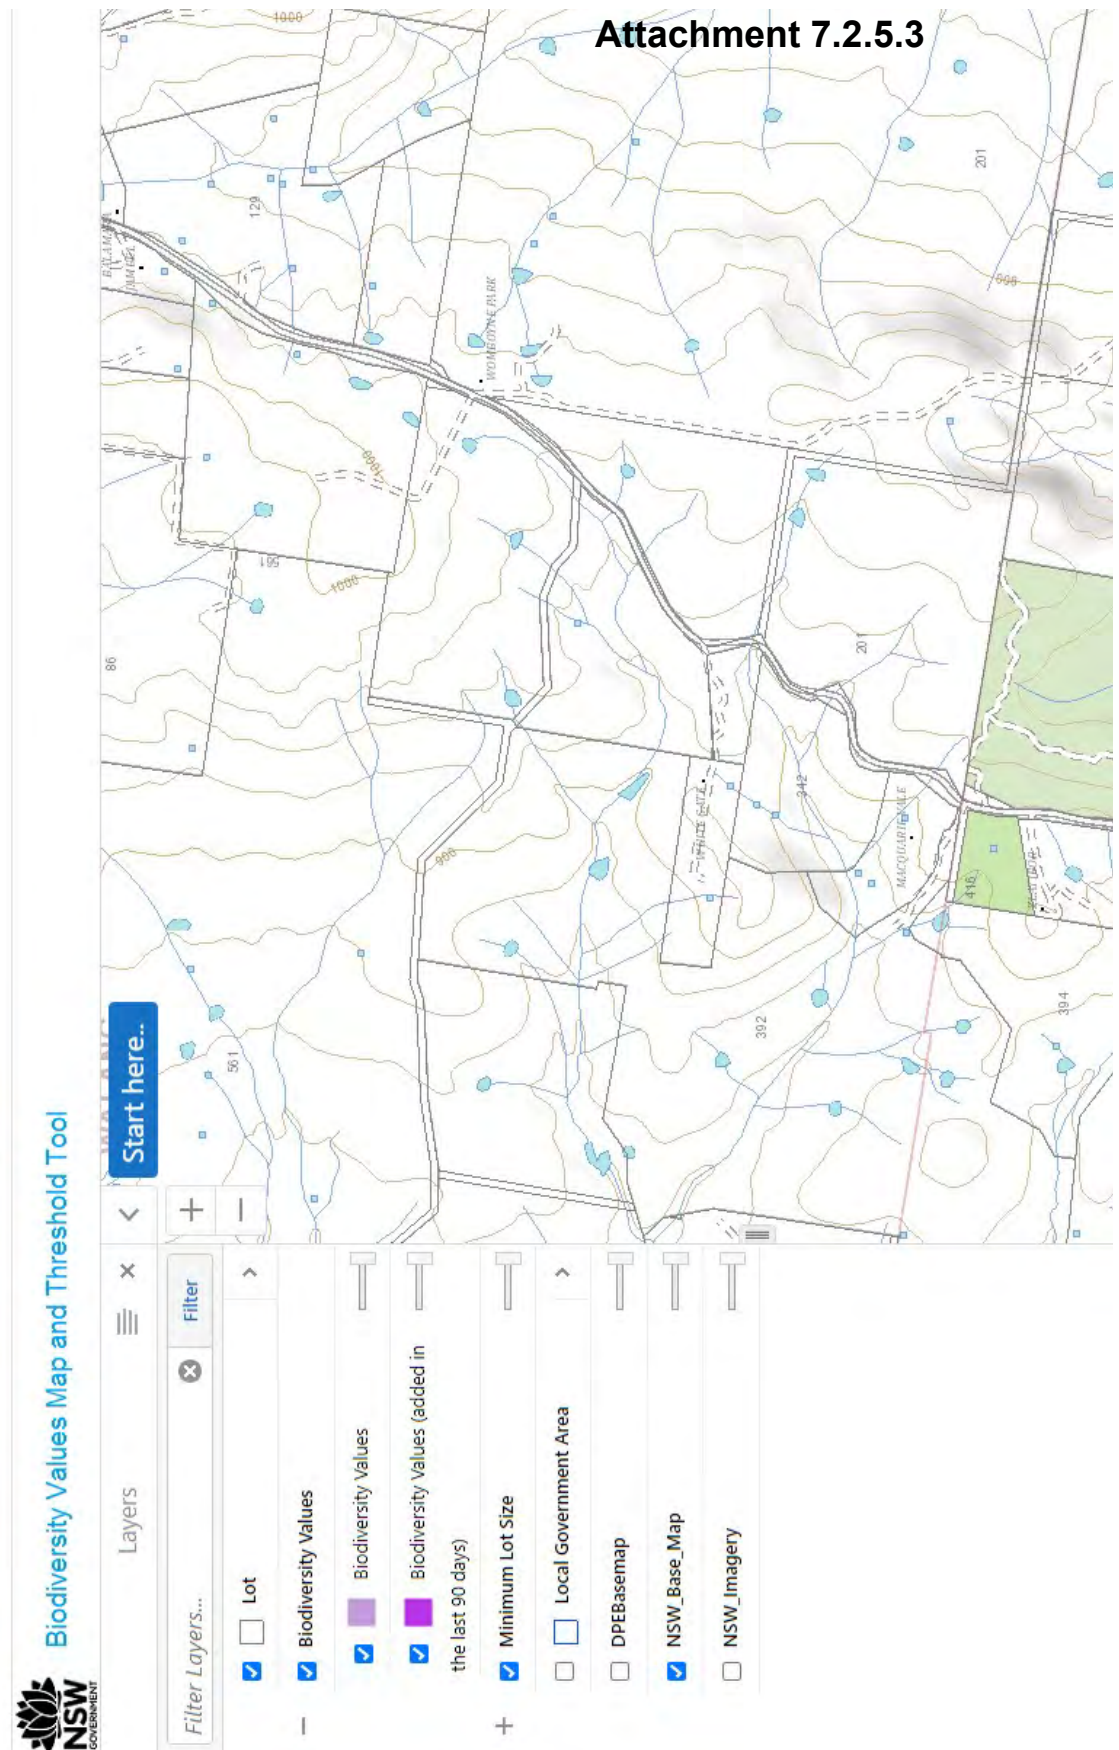 Attachment 7.2.5.3
NSW
GOVERNMENT
Biodiversity Values Map and Threshold Tool
Layers
Filter Layers...
Filter
Lot
Biodiversity Values
Biodiversity Values
Biodiversity Values (added in
the last 90 days)
Minimum Lot Size
Local Government Area
DPEBasemap
NSW_Base_Map
NSW_Imagery
Start here..
561
86
561
1000
1000
1000
129
900
WOMBOYNE PARK
WHITE GATE
342
201
201
392
MACQUARIE VALE
416
394